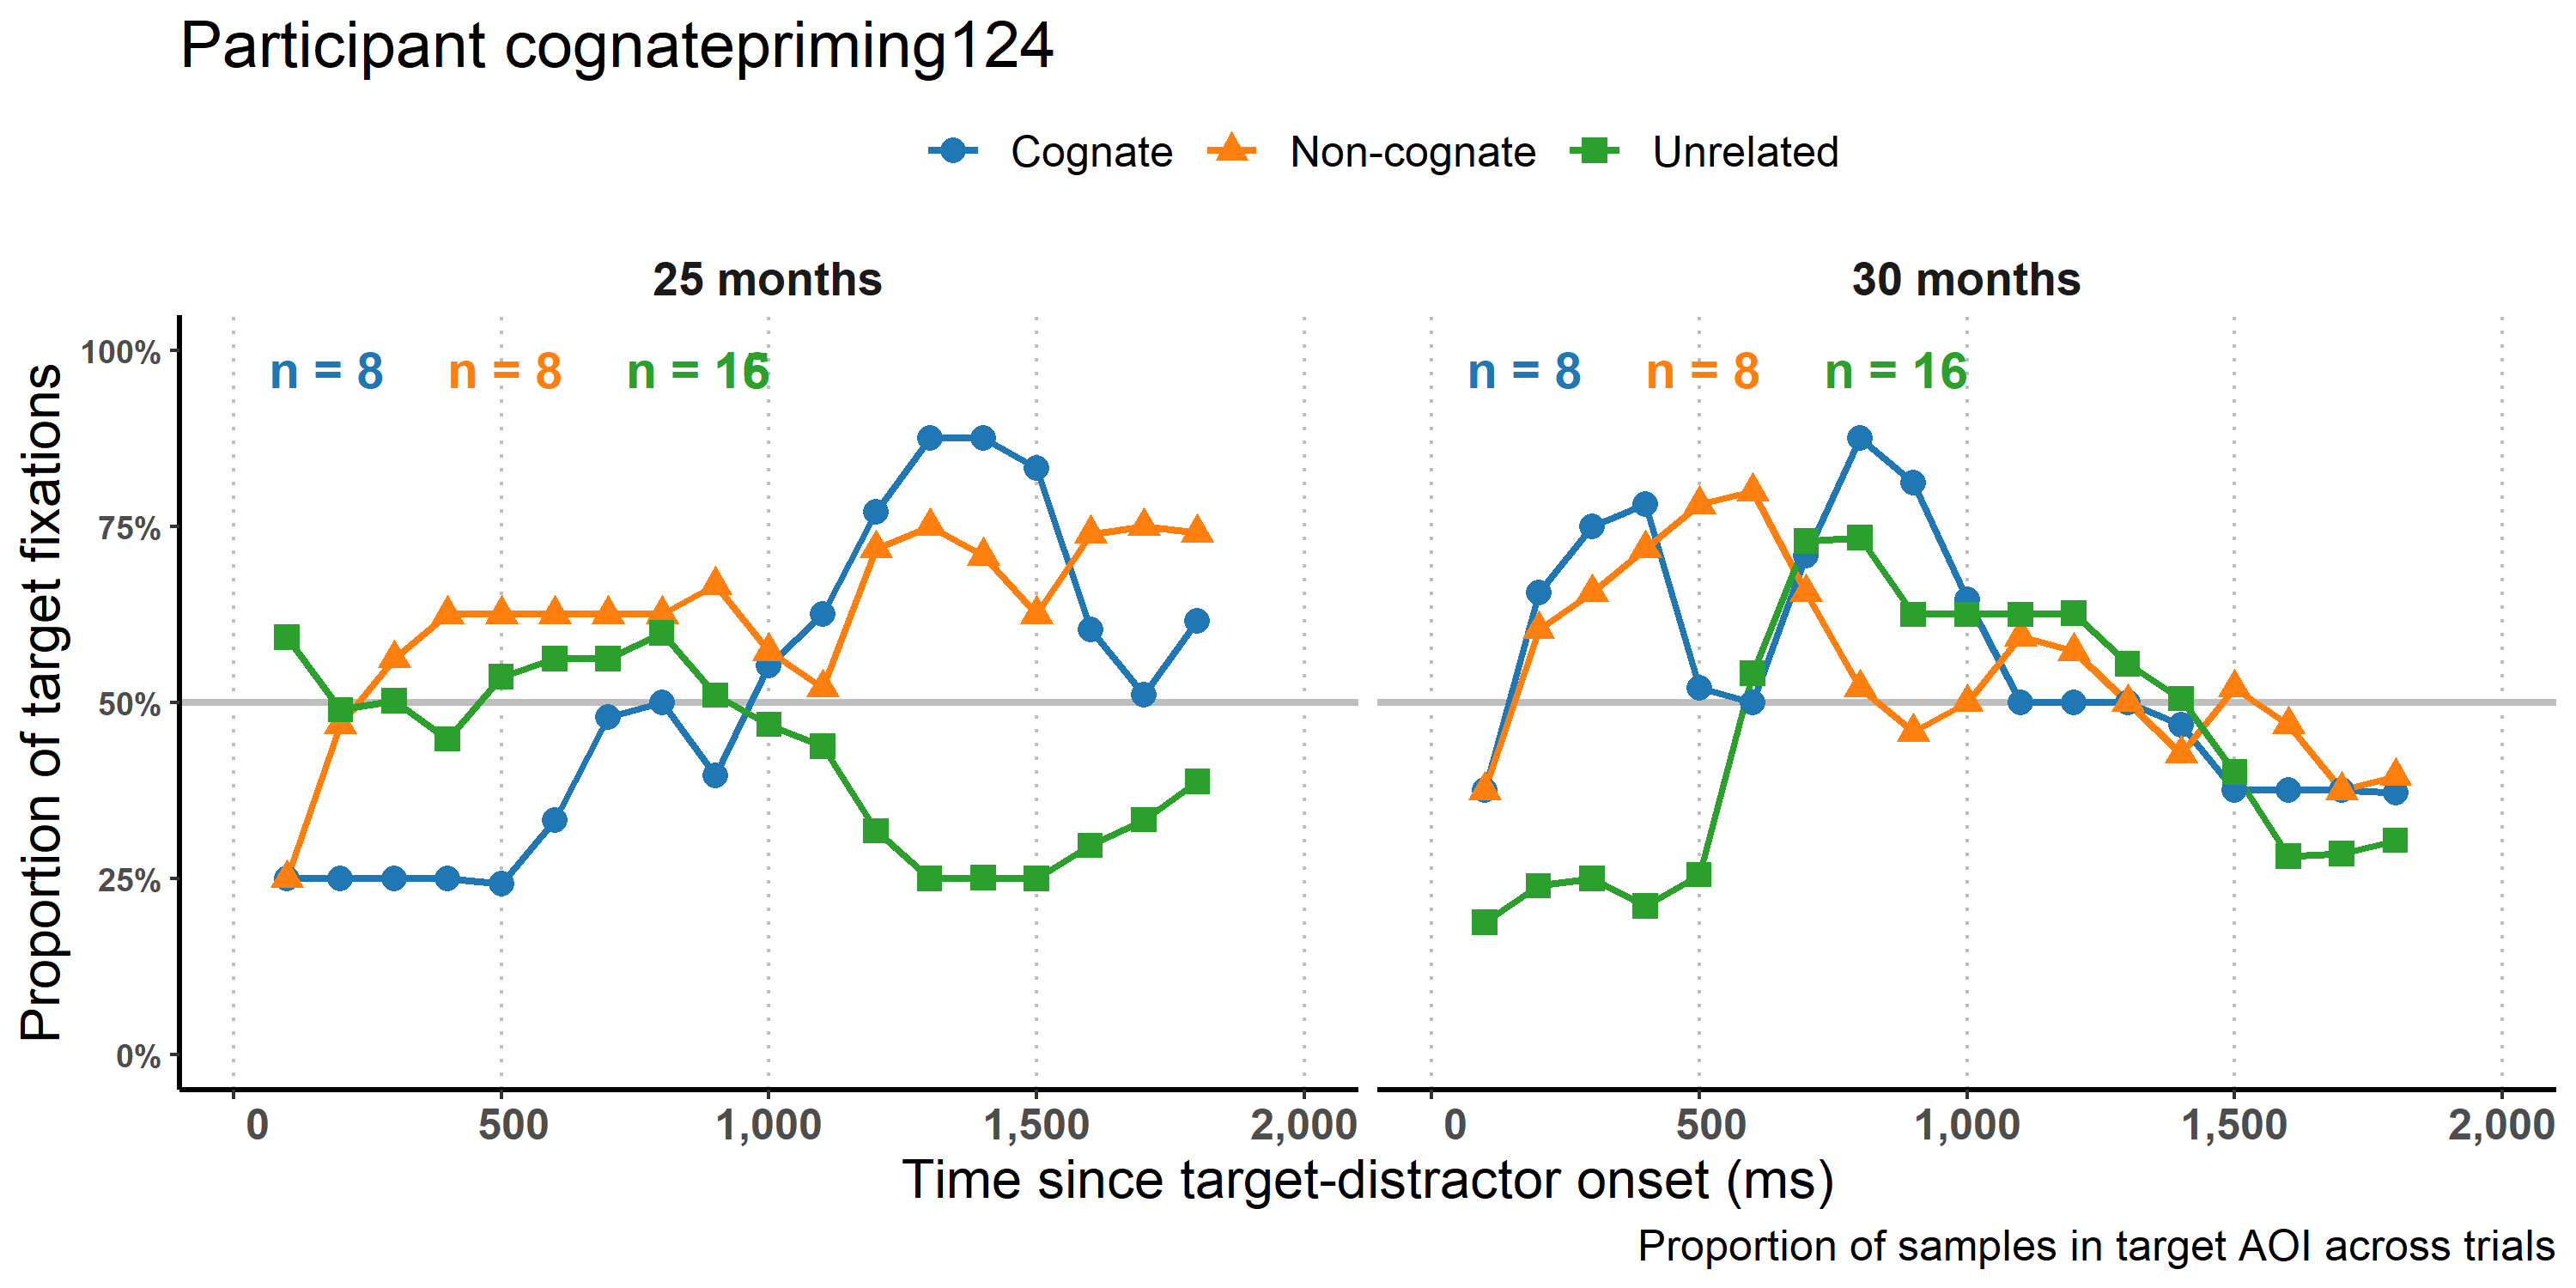 Participant cognatepriming124
Cognate Non-cognate Unrelated
25 months 30 months
n = 8 n = 8 n =
n = 8 n = 8 n = 16
Proportion of target fixations
100%
75%
50%
25%
0%
0 500 1,000 1,500 2,000 0 500 1,000 1,500 2,000
Time since target-distractor onset (ms)
Proportion of samples in target AOI across trials